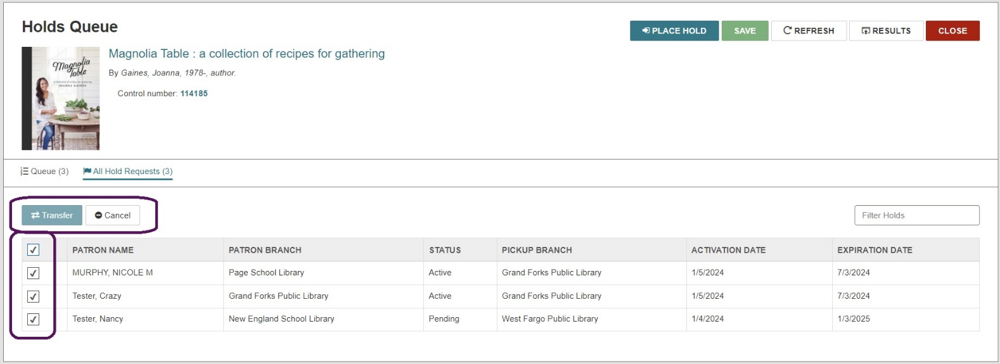 Holds Queue
PLACE HOLD SAVE REFRESH RESULTS CLOSE
Magnolia Table
JOANNA GAINES
Magnolia Table : a collection of recipes for gathering
By Gaines, Joanna, 1978-, author.
Control number: 114185
Queue (3) All Hold Requests (3)
Transfer Cancel Filter Holds
PATRON NAME PATRON BRANCH STATUS PICKUP BRANCH ACTIVATION DATE EXPIRATION DATE
MURPHY, NICOLE M Page School Library Active Grand Forks Public Library 1/5/2024 7/3/2024
Tester, Crazy Grand Forks Public Library Active Grand Forks Public Library 1/5/2024 7/3/2024
Tester, Nancy New England School Library Pending West Fargo Public Library 1/4/2024 1/3/2025